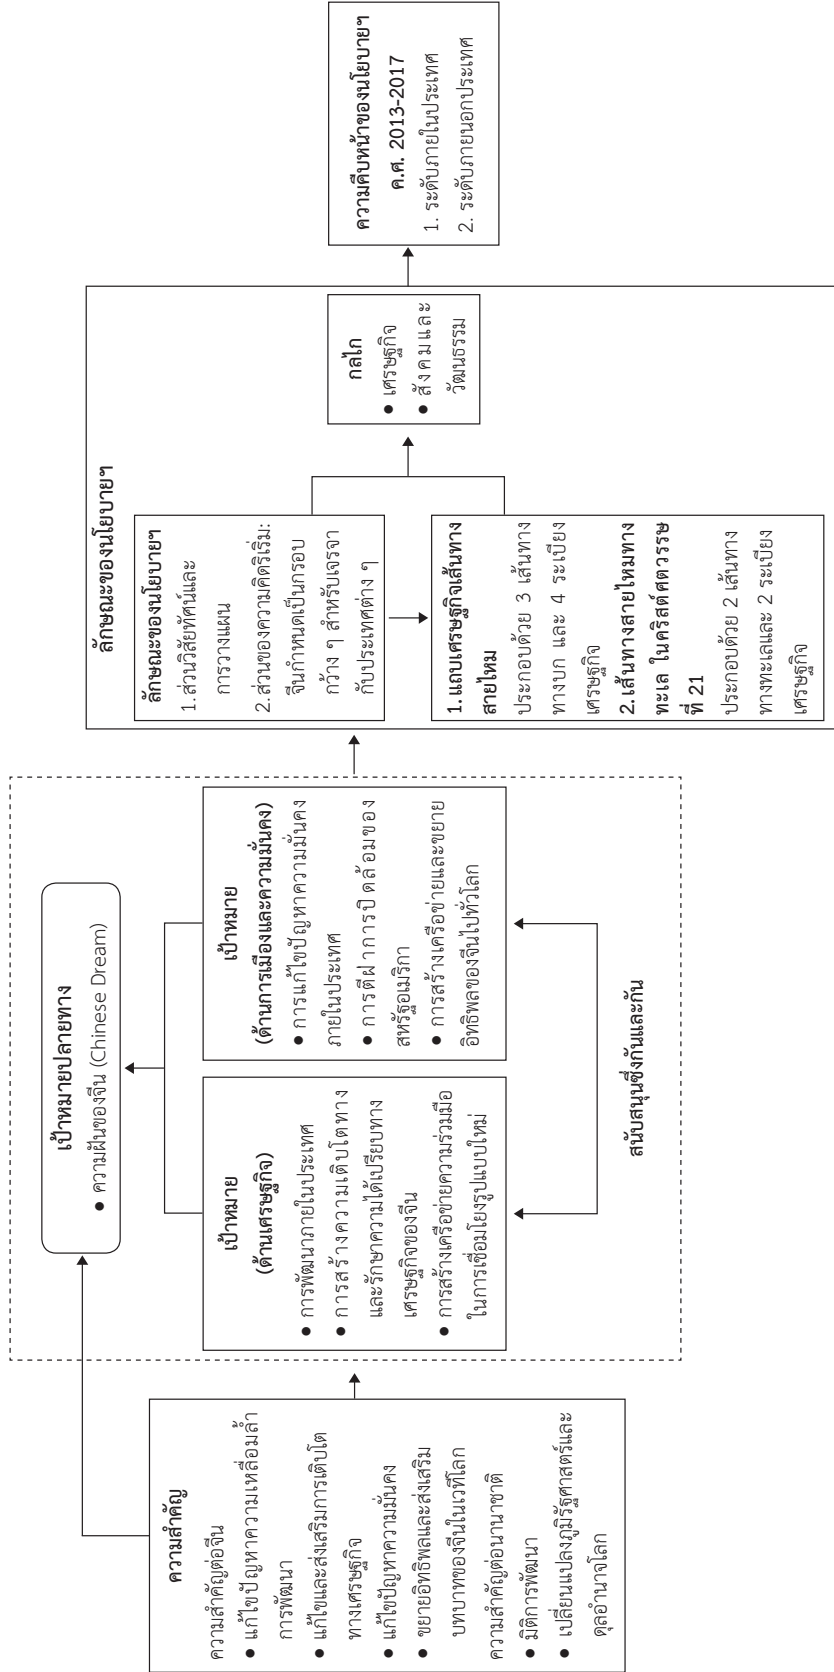 ความสำคัญ
ความสำคัญต่อจีน
● แก้ไขปัญหาความเหลื่อมล้ำ
การพัฒนา
● แก้ไขและส่งเสริมการเติบโต
ทางเศรษฐกิจ
● แก้ไขปัญหาความมั่นคง
● ขยายอิทธิพลและส่งเสริม
บทบาทของจีนในเวทีโลก
ความสำคัญต่อนานาชาติ
● มิติการพัฒนา
● เปลี่ยนแปลงภูมิรัฐศาสตร์และ
ดุลอำนาจโลก
เป้าหมายปลายทาง
● ความฝันของจีน (Chinese Dream)
เป้าหมาย
(ด้านเศรษฐกิจ)
● การพัฒนาภายในประเทศ
● การสร้างความเติบโตทาง
และรักษาความได้เปรียบทาง
เศรษฐกิจของจีน
● การสร้างเครือข่ายความร่วมมือ
ในการเชื่อมโยงรูปแบบใหม่
เป้าหมาย
(ด้านการเมืองและความมั่นคง)
● การแก้ไขปัญหาความมั่นคง
ภายในประเทศ
● การตีฝ่าการปิดล้อมของ
สหรัฐอเมริกา
● การสร้างเครือข่ายและขยาย
อิทธิพลของจีนไปทั่วโลก
สนับสนุนซึ่งกันและกัน
ลักษณะของนโยบายฯ
ลักษณะของนโยบายฯ
1.ส่วนวิสัยทัศน์และ
การวางแผน
2.ส่วนของความคิดริเริ่ม:
จีนกำหนดเป็นกรอบ
กว้าง ๆ สำหรับเจรจา
กับประเทศต่าง ๆ
1.แถบเศรษฐกิจเส้นทาง
สายไหม
ประกอบด้วย 3 เส้นทาง
ทางบก และ 4 ระเบียง
เศรษฐกิจ
2.เส้นทางสายไหมทาง
ทะเล ในคริสต์ศตวรรษ
ที่ 21
ประกอบด้วย 2 เส้นทาง
ทางทะเลและ 2 ระเบียง
เศรษฐกิจ
กลไก
● เศรษฐกิจ
● สังคมและ
วัฒนธรรม
ความคืบหน้าของนโยบายฯ
ค.ศ. 2013-2017
1. ระดับภายในประเทศ
2. ระดับภายนอกประเทศ